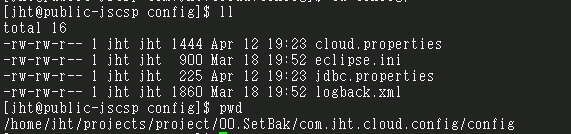 [jht@public-jscsp config]$ ll
total 16
-rw-rw-r-- 1 jht jht 1444 Apr 12 19:23 cloud.properties
-rw-rw-r-- 1 jht jht  900 Mar 18 19:52 eclipse.ini
-rw-rw-r-- 1 jht jht  225 Apr 12 19:23 jdbc.properties
-rw-rw-r-- 1 jht jht 1860 Mar 18 19:52 logback.xml
[jht@public-jscsp config]$ pwd
/home/jht/projects/project/00.SetBak/com.jht.cloud.config/config